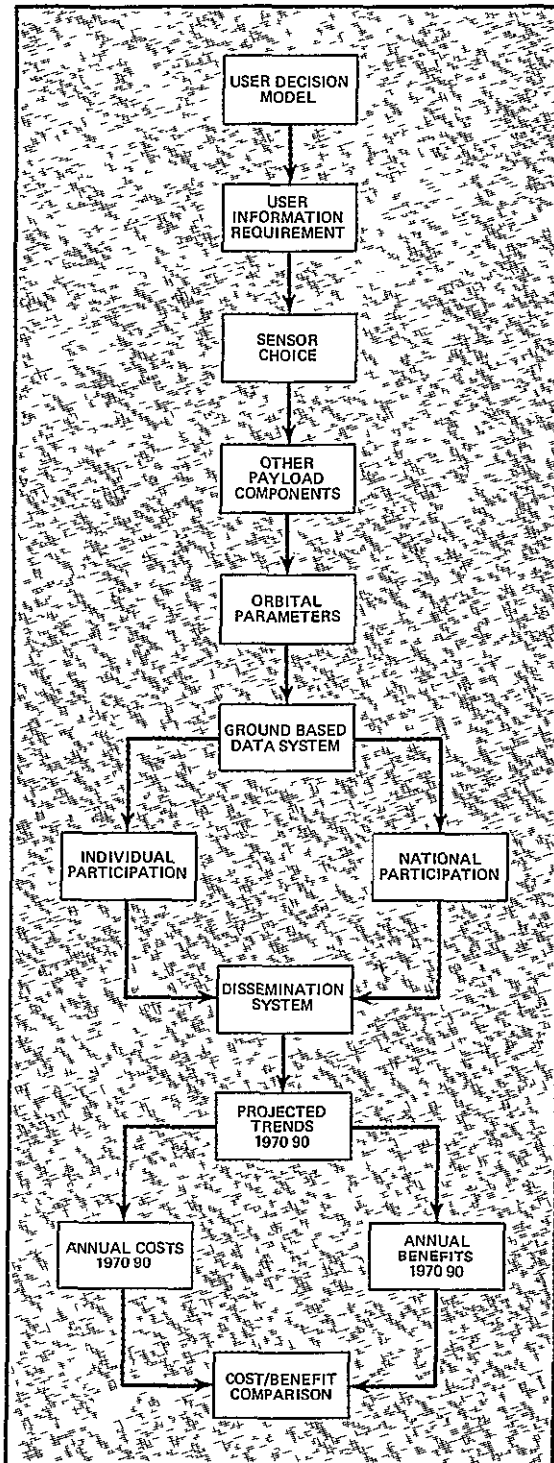 USER DECISION
MODEL
USER
INFORMATION
REQUIREMENT
SENSOR
CHOICE
OTHER
PAYLOAD
COMPONENTS
ORBITAL
PARAMETERS
GROUND BASED
DATA SYSTEM
INDIVIDUAL
PARTICIPATION
NATIONAL
PARTICIPATION
DISSEMINATION
SYSTEM
PROJECTED
TRENDS
1970 90
ANNUAL COSTS
1970 90
ANNUAL
BENEFITS
1970 90
COST/BENEFIT
COMPARISON